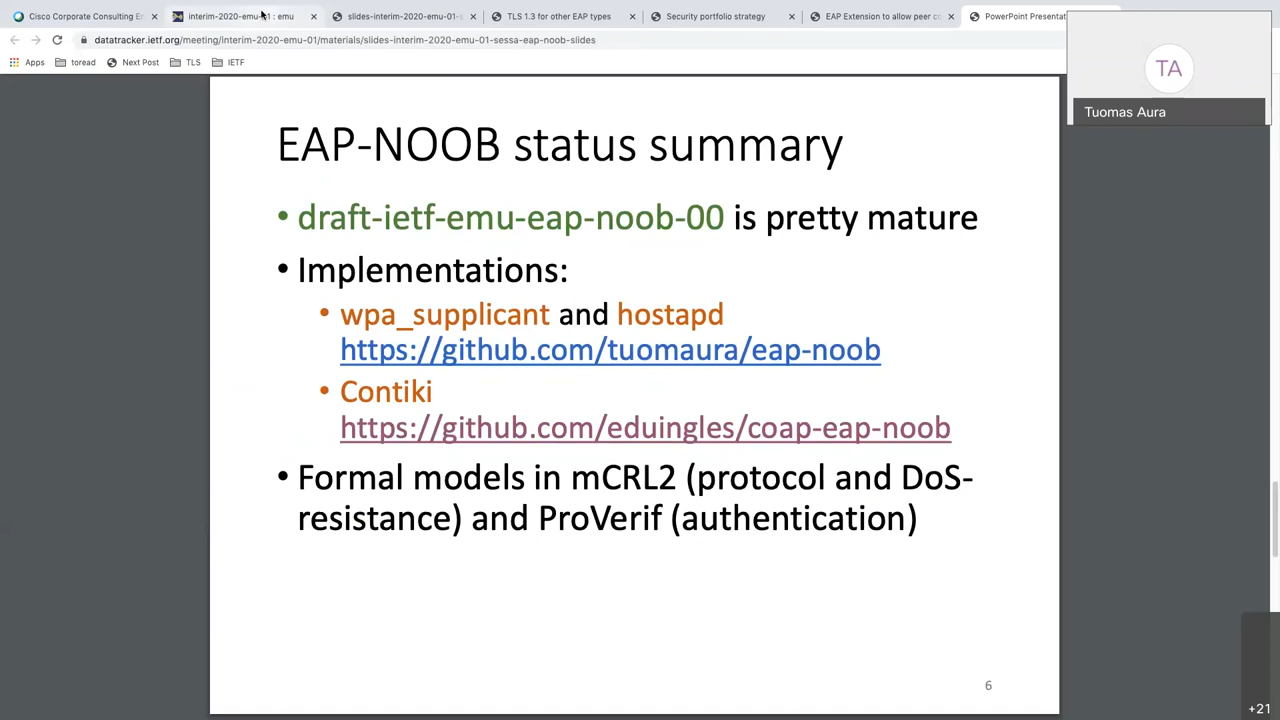 Cisco Corporate Consulting E
interim-2020-emu-01 : emu
slides-interim-2020-emu-01-s
TLS 1.3 for other EAP types
Security portfolio strategy
EAP Extension to allow peer co
PowerPoint Presentat
datatracker.ietf.org/meeting/interim-2020-emu-01/materials/slides-interim-2020-emu-01-sessa-eap-noob-slides
Apps
toread
Next Post
TLS
IETF
TA
Tuomas Aura
EAP-NOOB status summary
• draft-ietf-emu-eap-noob-00 is pretty mature
• Implementations:
• wpa_supplicant and hostapd
https://github.com/tuomaura/eap-noob
• Contiki
https://github.com/eduingles/coap-eap-noob
• Formal models in mCRL2 (protocol and DoS-
resistance) and ProVerif (authentication)
6
+21